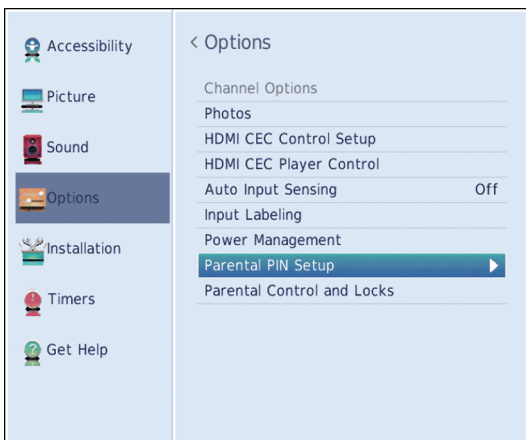 Accessibility
Picture
Sound
Options
Installation
Timers
Get Help
< Options
Channel Options
Photos
HDMI CEC Control Setup
HDMI CEC Player Control
Auto Input Sensing Off
Input Labeling
Power Management
Parental PIN Setup
Parental Control and Locks